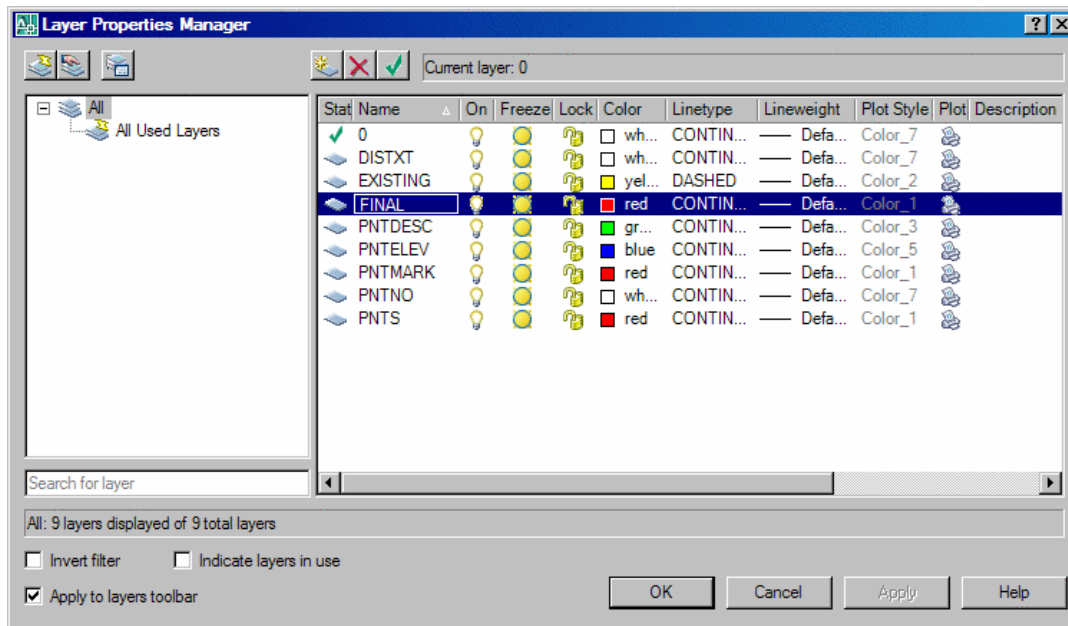 Layer Properties Manager
Current layer: 0
All
All Used Layers
Stat Name On Freeze Lock Color Linetype Lineweight Plot Style Plot Description
0 wh... CONTIN... Defa... Color_7
DISTXT wh... CONTIN... Defa... Color_7
EXISTING yel... DASHED Defa... Color_2
FINAL red CONTIN... Defa... Color_1
PNTDESC gr... CONTIN... Defa... Color_3
PNTELEV blue CONTIN... Defa... Color_5
PNTMARK red CONTIN... Defa... Color_1
PNTNO wh... CONTIN... Defa... Color_7
PNTS red CONTIN... Defa... Color_1
Search for layer
All: 9 layers displayed of 9 total layers
Invert filter Indicate layers in use
Apply to layers toolbar
OK Cancel Apply Help